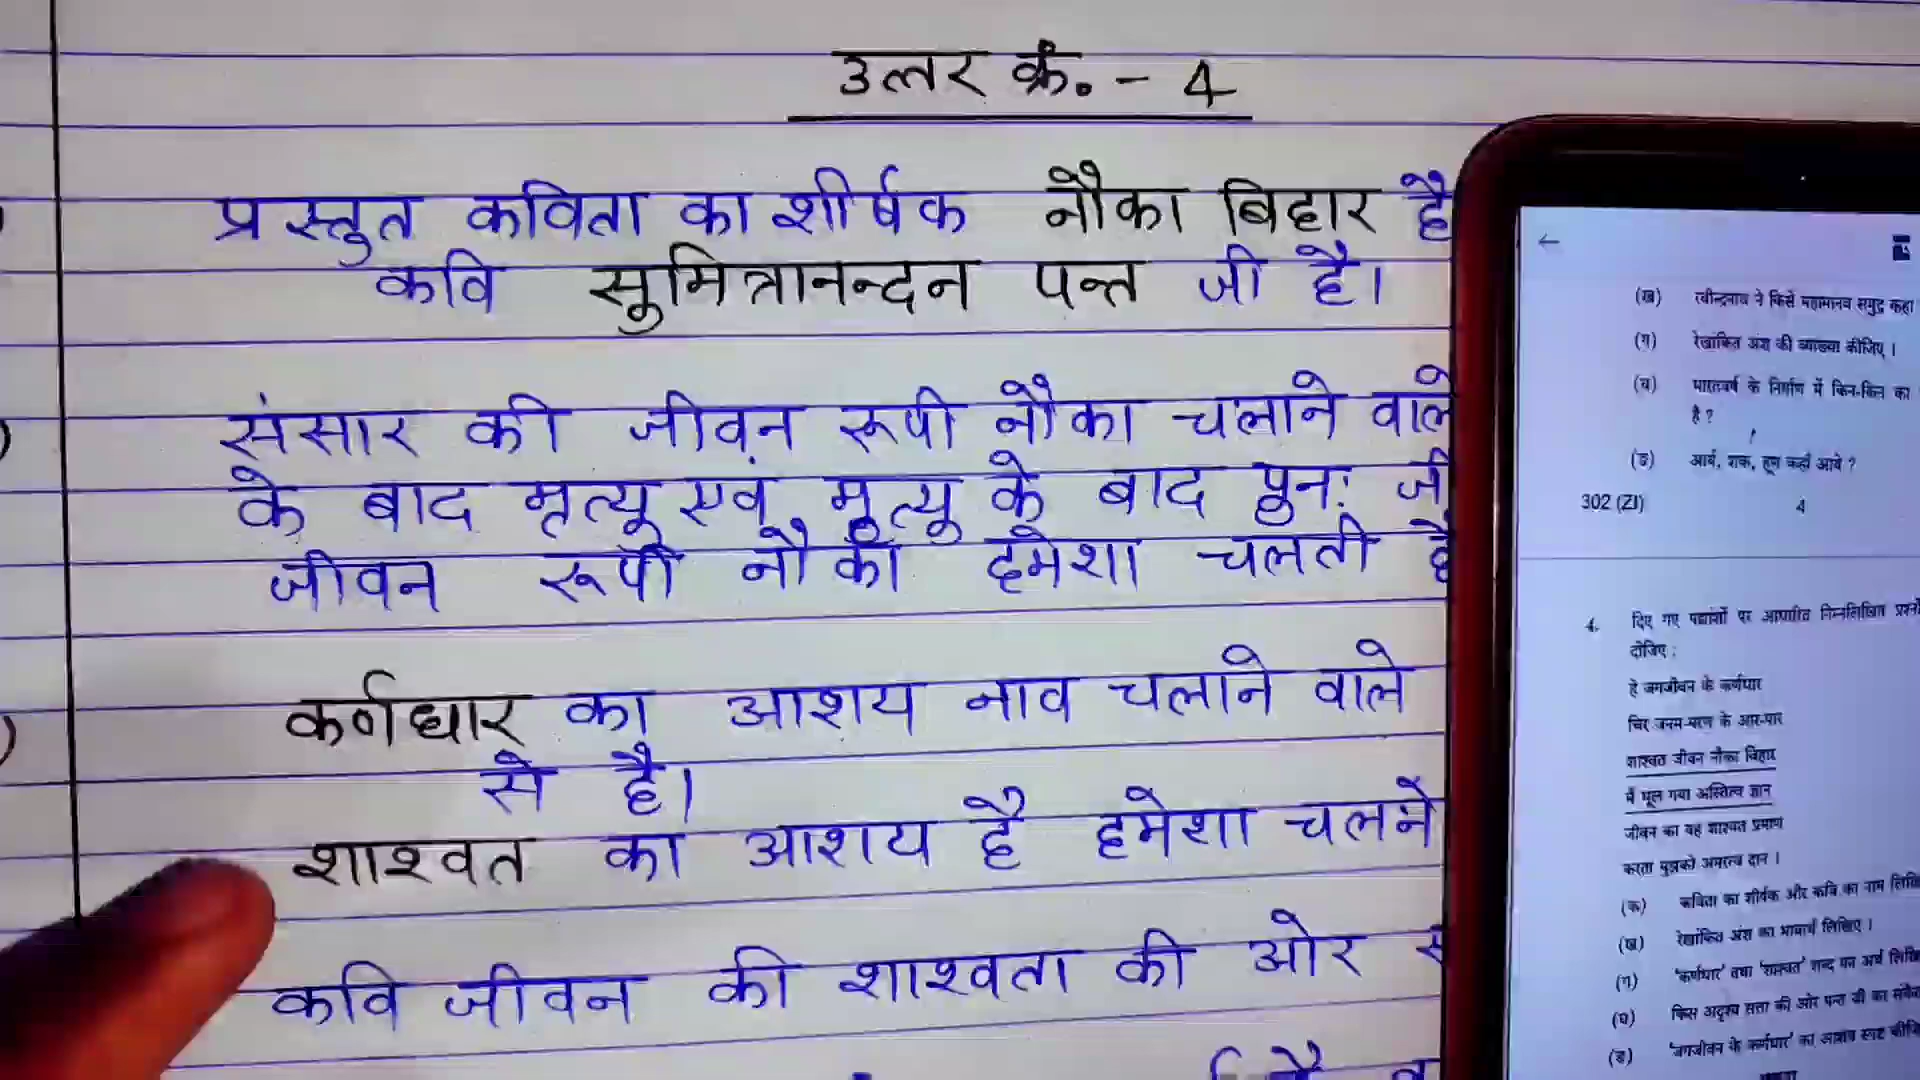 उत्तर क्रं. - 4
प्रस्तुत कविता का शीर्षक नौका बिहार है
कवि सुमित्रानन्दन पन्त जी है।
संसार की जीवन रूपी नौका चलाने वाले
के बाद मृत्यू एवं मृत्यू के बाद पुन: जी
जीवन रूपी नौका हमेशा चलती है
कर्णधार का आशय नाव चलाने वाले
से है।
शाश्वत का आशय है हमेशा चलने
कवि जीवन की शाश्वता की ओर
(ख) रवीन्द्रनाथ ने किसे महामानव समुद्र कहा
(ग) रेखांकित अंश की व्याख्या कीजिए ।
(घ) भारतवर्ष के निर्माण में किन-किन का
है ?
(ङ) आर्य, शक, हूण कहाँ आये ?
302 (ZJ) 4
4. दिए गए पद्यांशों पर आधारित निम्नलिखित प्रश्नों
दीजिए :
हे जगजीवन के कर्णधार
चिर जनम-मरण के आर-पार
शाश्वत जीवन नौका विहार
मैं भूल गया अस्तित्व ज्ञान
जीवन का यह शाश्वत प्रमाण
करता मुझको अमरत्व दान ।
(क) कविता का शीर्षक और कवि का नाम लिखि
(ख) रेखांकित अंश का भावार्थ लिखिए ।
(ग) 'कर्णधार' तथा 'शाश्वत' शब्द का अर्थ लिखि
(घ) किस अदृश्य सत्ता की ओर पन्त जी का संकेत
(ङ) 'जगजीवन के कर्णधार' का आशय स्पष्ट कीजि